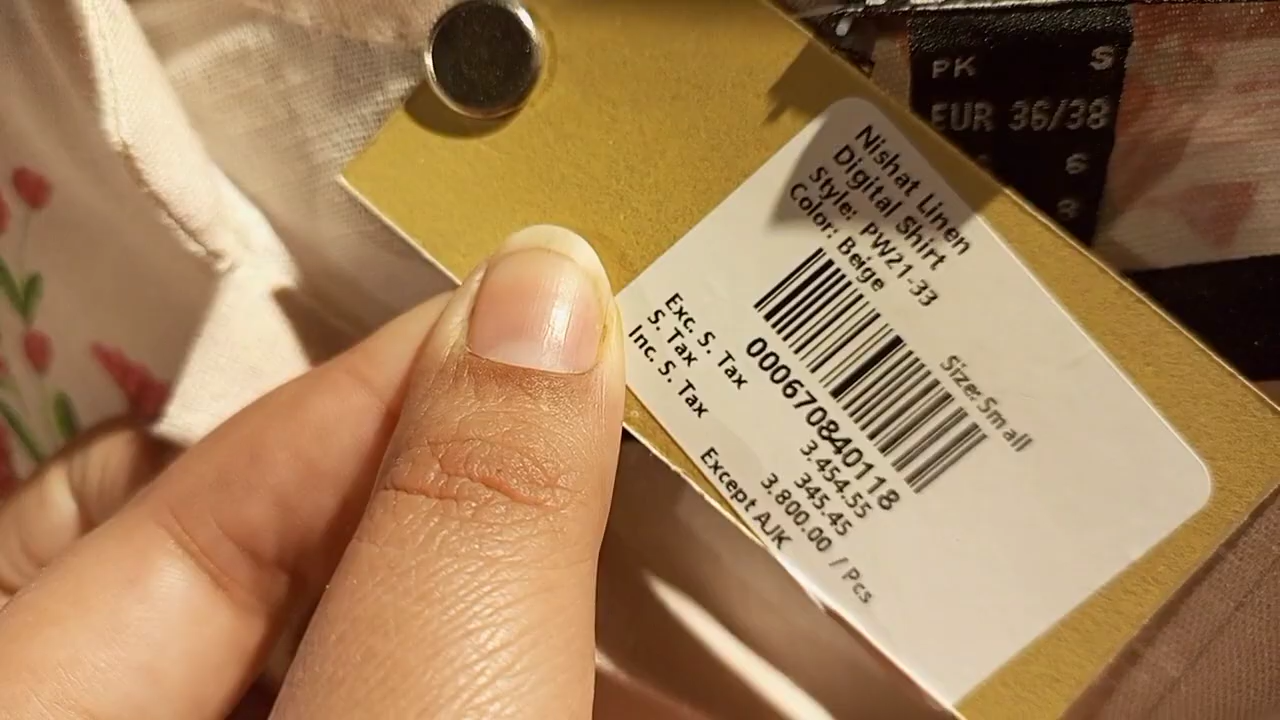 Nishat Linen
Digital Shirt
Style: PW21-33
Color: Beige
Size:Small
000670840118
Exc. S. Tax 3.454.55
S. Tax 345.45
Inc. S. Tax 3.800.00 / Pcs
Except AJK
PK S
EUR 36/38
6
8